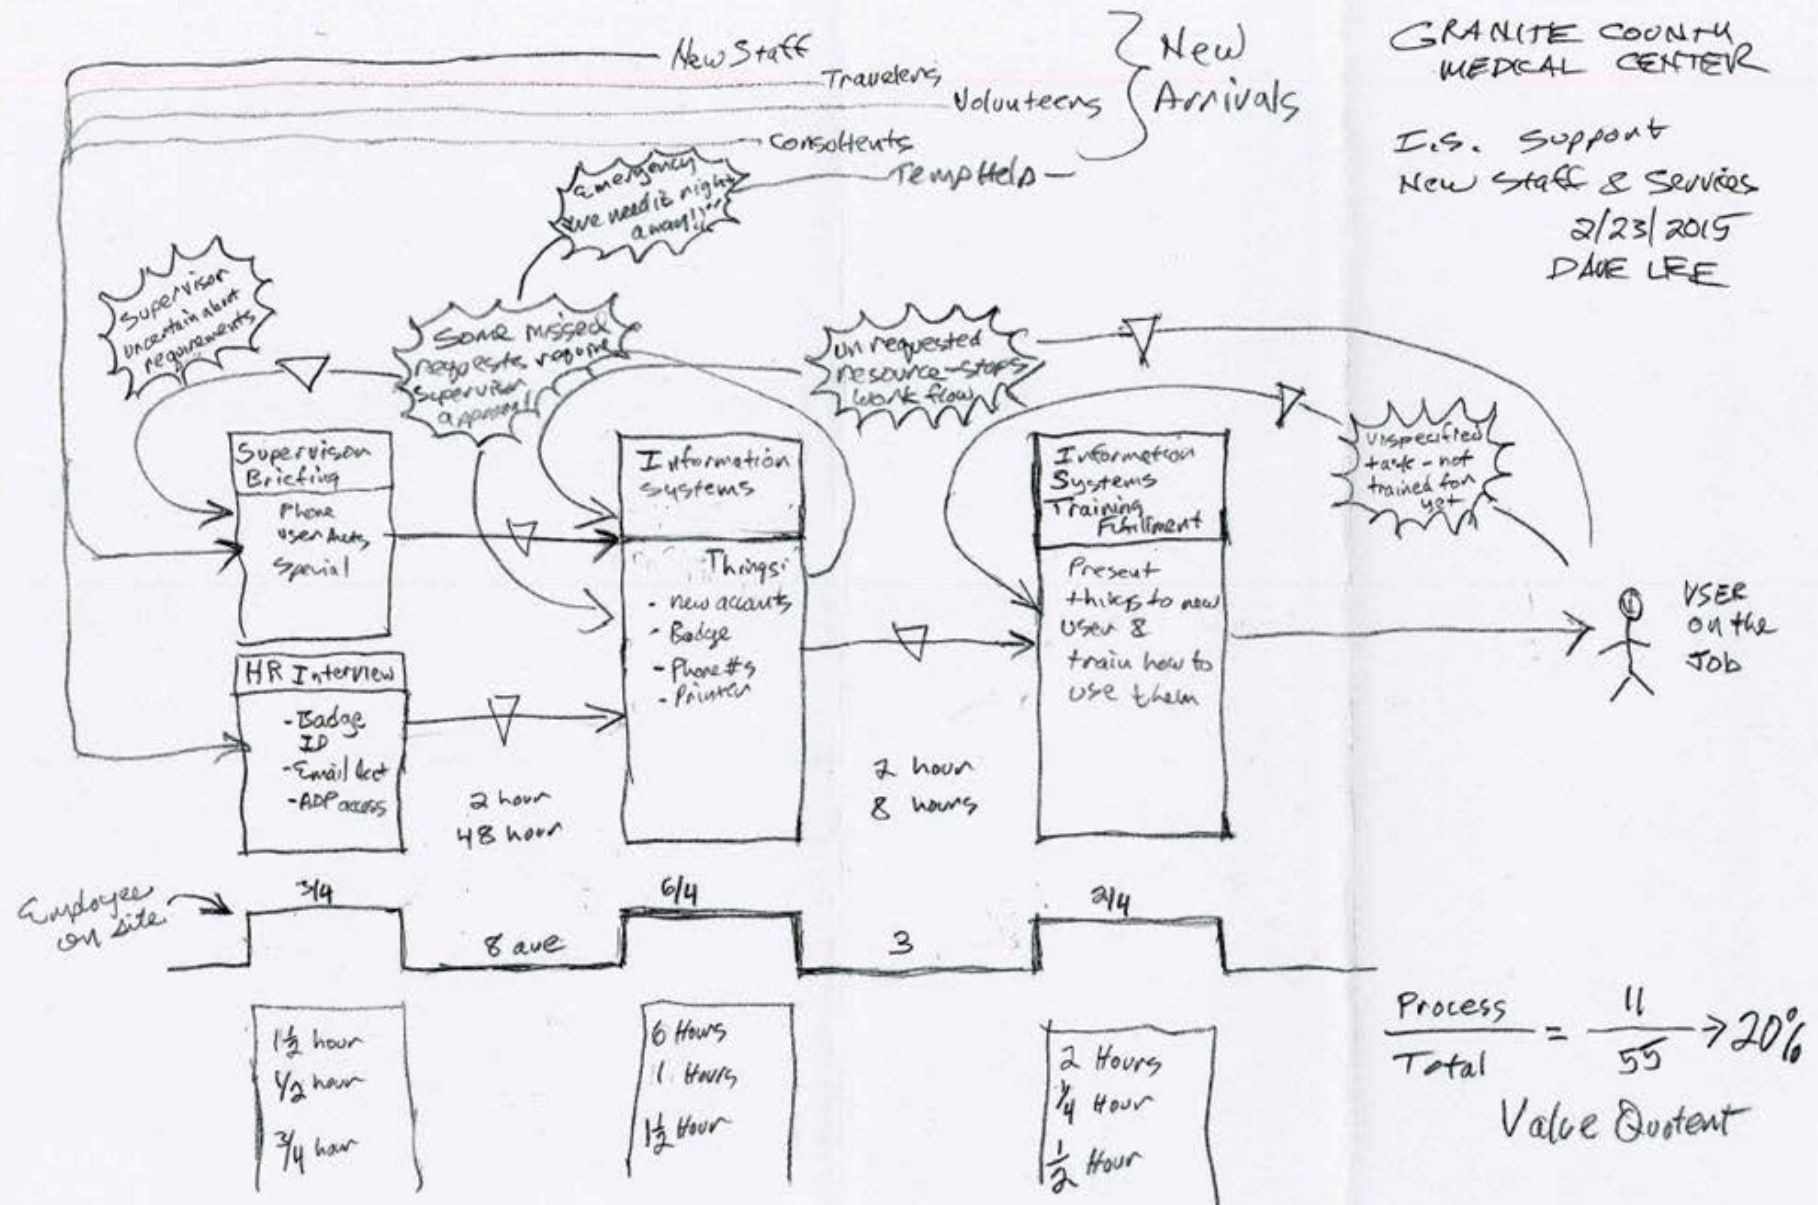 New Staff
Travelers
Volunteers
Consoltents
Temp Help
New
Arrivals
GRANITE COUNTY
MEDICAL CENTER
I.S. Support
New Staff & Services
2/23/2015
DAVE LEE
emergency
we need it right
away!!
Supervisor
uncertain about
requirements
Some missed
requests require
supervisor
approval
Un requested
resource-stops
work flow
Unspecified
task - not
trained for
yet
Supervison
Briefing
Phone
User Accts
Special
HR Interview
- Badge
ID
- Email Acct
- ADP access
2 hour
48 hour
Information
Systems
Things:
- new accounts
- Badge
- Phone #s
- Printer
2 hour
8 hours
Information
Systems
Training
Fulfillment
Present
things to new
user &
train how to
use them
USER
on the
Job
Employee
on site
3/4
8 ave
6/4
3
2/4
1½ hour
1/2 hour
3/4 hour
6 Hours
1 Hours
1½ Hour
2 Hours
1/4 Hour
1/2 Hour
Process
Total
=
11
55
→ 20%
Value Quotent